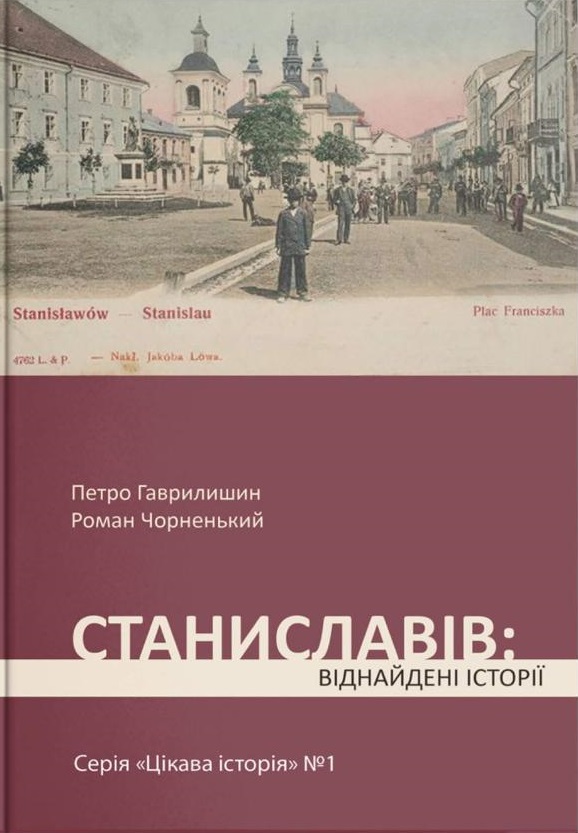 Stanisławów — Stanislau
Plac Franciszka
4762 L. & P. — Nakł. Jakóba Löwa.
Петро Гаврилишин
Роман Чорненький
СТАНИСЛАВІВ:
ВІДНАЙДЕНІ ІСТОРІЇ
Серія «Цікава історія» №1